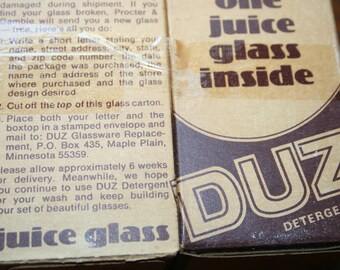 damaged during shipment. If
you find your glass broken, Procter &
Gamble will send you a new glass
— free. Here's all you do:
Write a short letter stating your
name, street address, city, state,
and zip code number, the date
the package was purchased, the
name and address of the store
where purchased and the glass
design desired.
2. Cut off the top of this glass carton.
. Place both your letter and the
boxtop in a stamped envelope and
mail to: DUZ Glassware Replace-
ment, P.O. Box 435, Maple Plain,
Minnesota 55359.
lease allow approximately 6 weeks
or delivery. Meanwhile, we hope
you continue to use DUZ Detergent
for your wash and keep building
your set of beautiful glasses.
juice glass
one
juice
glass
inside
DUZ
DETERGE